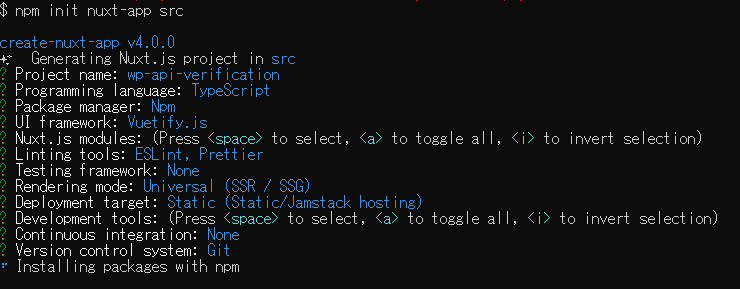 $ npm init nuxt-app src
create-nuxt-app v4.0.0
Generating Nuxt.js project in src
? Project name: wp-api-verification
? Programming language: TypeScript
? Package manager: Npm
? UI framework: Vuetify.js
? Nuxt.js modules: (Press <space> to select, <a> to toggle all, <i> to invert selection)
? Linting tools: ESLint, Prettier
? Testing framework: None
? Rendering mode: Universal (SSR / SSG)
? Deployment target: Static (Static/Jamstack hosting)
? Development tools: (Press <space> to select, <a> to toggle all, <i> to invert selection)
? Continuous integration: None
? Version control system: Git
Installing packages with npm